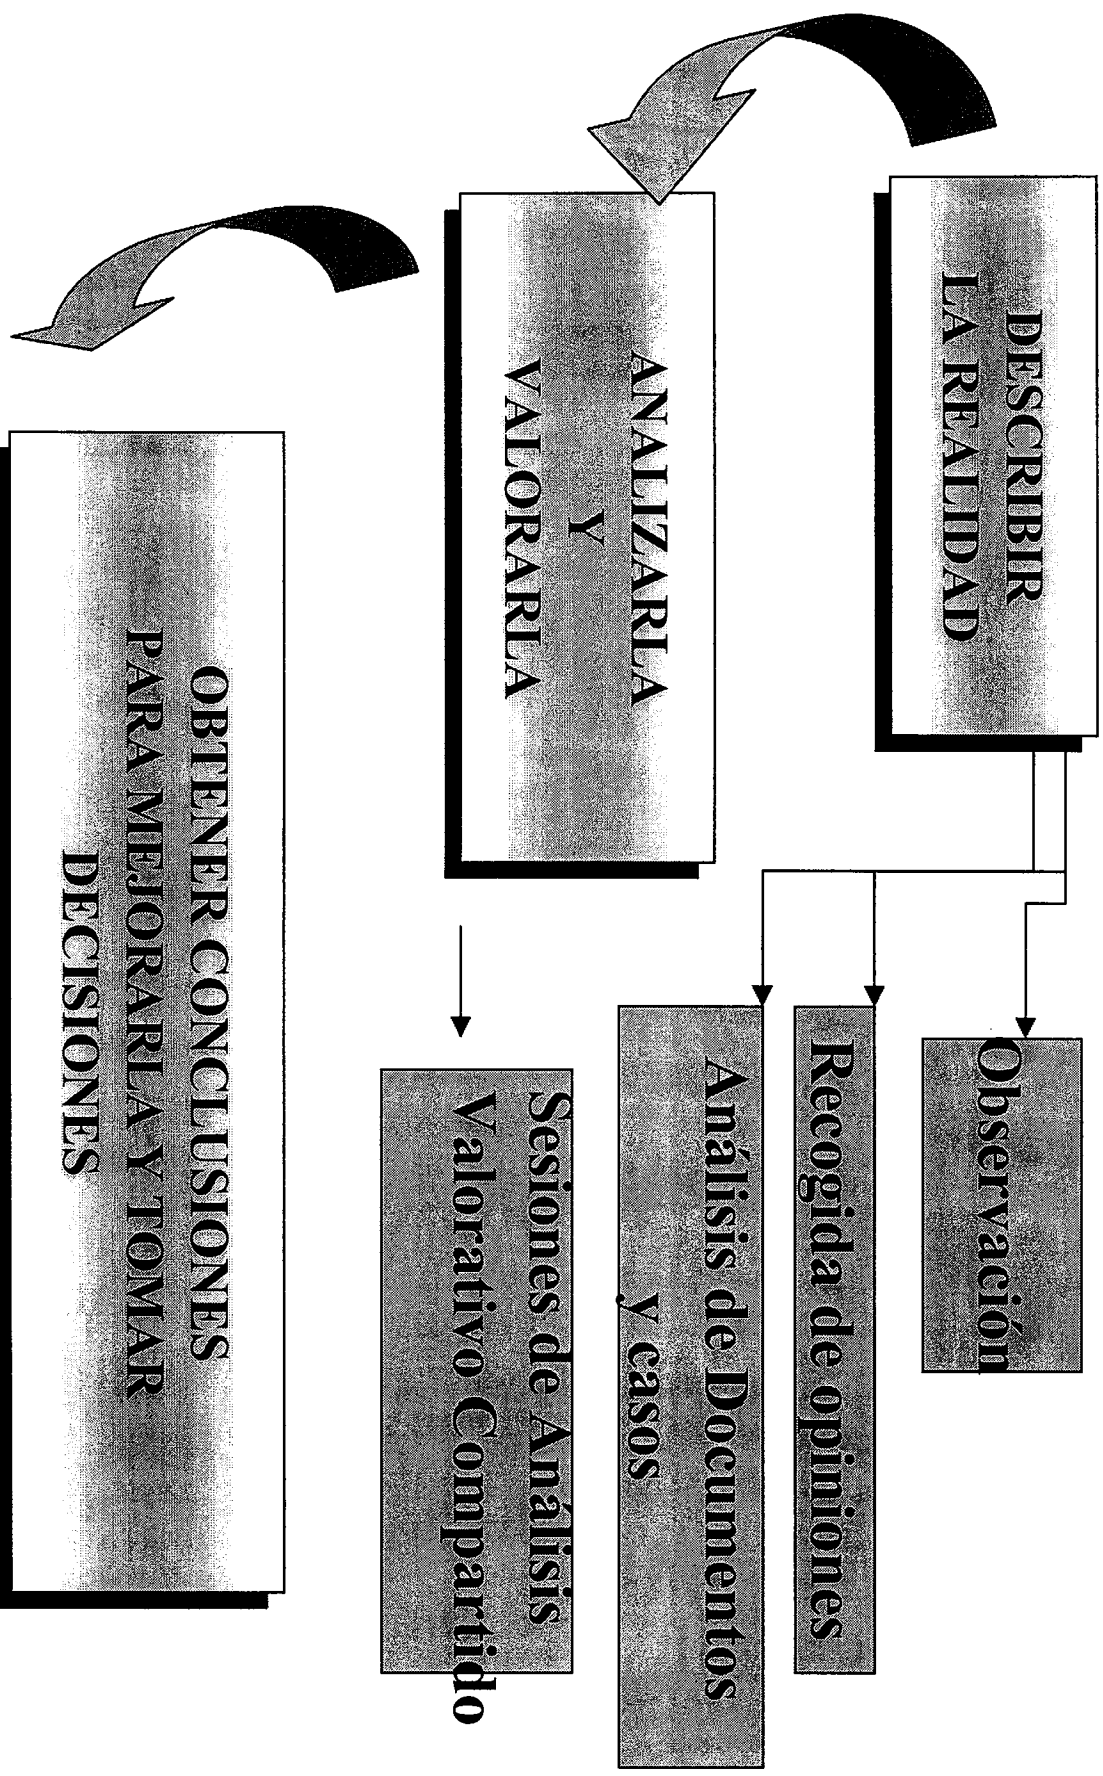 DESCRIBIR
LA REALIDAD
Observación
Recogida de opiniones
Análisis de Documentos
y casos
ANALIZARLA
Y
VALORARLA
Sesiones de Análisis
Valorativo Compartido
OBTENER CONCLUSIONES
PARA MEJORARLA Y TOMAR
DECISIONES